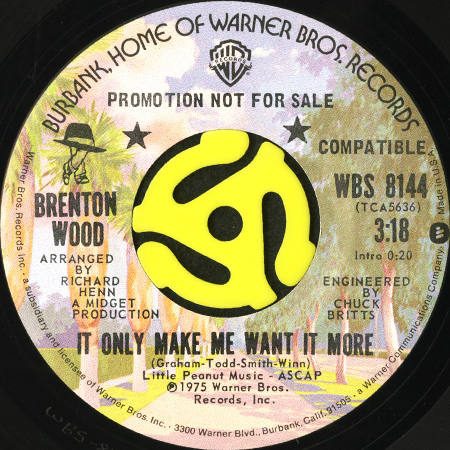 BURBANK, HOME OF WARNER BROS. RECORDS
RECORDS
PROMOTION NOT FOR SALE
COMPATIBLE
BRENTON
WOOD
ARRANGED
BY
RICHARD
HENN
A MIDGET
PRODUCTION
WBS 8144
(TCA5636)
3:18
Intro 0:20
ENGINEERED
BY
CHUCK
BRITTS
IT ONLY MAKE ME WANT IT MORE
(Graham-Todd-Smith-Winn)
Little Peanut Music - ASCAP
℗1975 Warner Bros.
Records, Inc.
Warner Bros. Records Inc. · a subsidiary and licensee of Warner Bros. Inc. · 3300 Warner Blvd., Burbank, Calif. 91505 · a Warner Communications Company. Made in U.S.A.